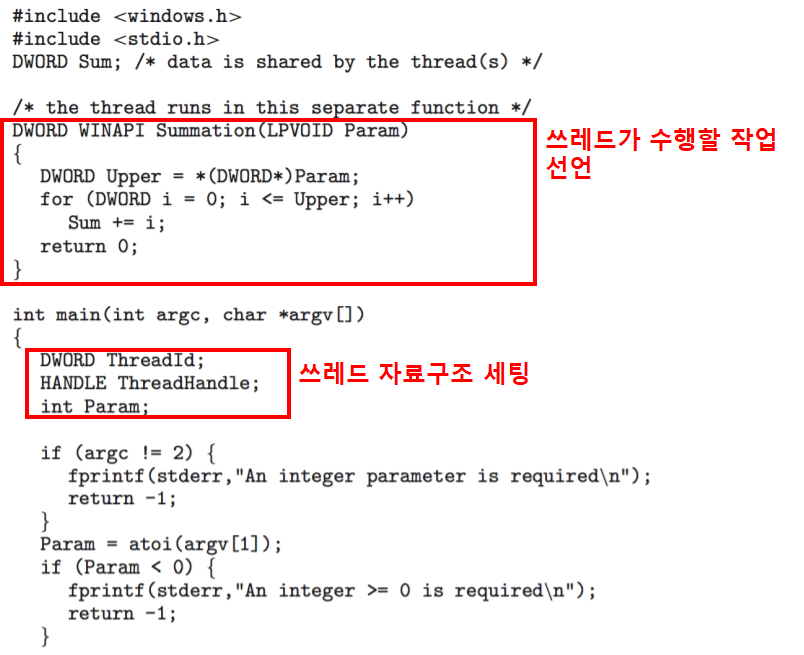 #include <windows.h>
#include <stdio.h>
DWORD Sum; /* data is shared by the thread(s) */
/* the thread runs in this separate function */
DWORD WINAPI Summation(LPVOID Param)
{
DWORD Upper = *(DWORD*)Param;
for (DWORD i = 0; i <= Upper; i++)
Sum += i;
return 0;
}
쓰레드가 수행할 작업
선언
int main(int argc, char *argv[])
{
DWORD ThreadId;
HANDLE ThreadHandle;
int Param;
쓰레드 자료구조 세팅
if (argc != 2) {
fprintf(stderr,"An integer parameter is required\n");
return -1;
}
Param = atoi(argv[1]);
if (Param < 0) {
fprintf(stderr,"An integer >= 0 is required\n");
return -1;
}